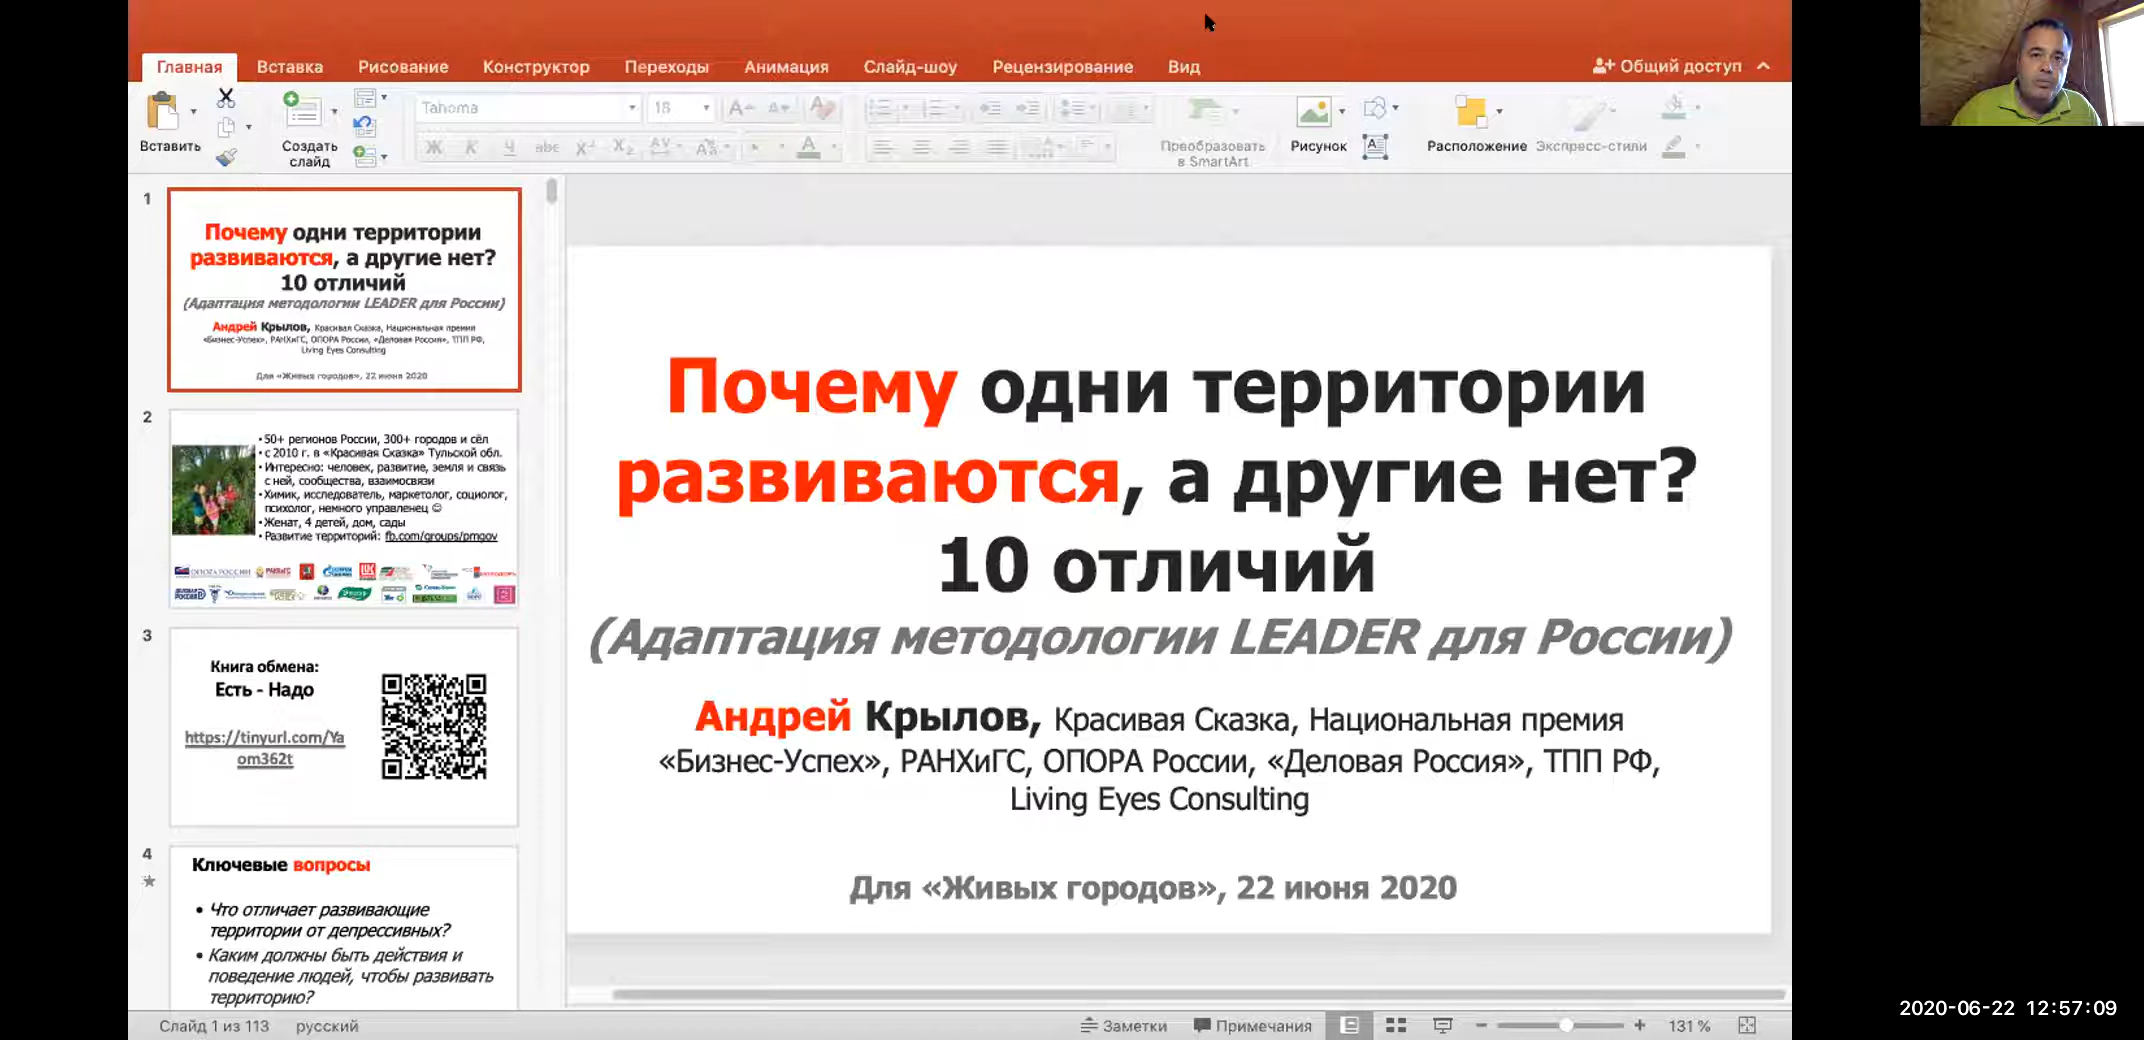 Главная Вставка Рисование Конструктор Переходы Анимация Слайд-шоу Рецензирование Вид Общий доступ
Tahoma 18
Ж К Ч abc X² X₂
Вставить Создать слайд Преобразовать в SmartArt Рисунок Расположение Экспресс-стили
1
Почему одни территории
развиваются, а другие нет?
10 отличий
(Адаптация методологии LEADER для России)
Андрей Крылов, Красивая Сказка, Национальная премия
«Бизнес-Успех», РАНХиГС, ОПОРА России, «Деловая Россия», ТПП РФ,
Living Eyes Consulting
Для «Живых городов», 22 июня 2020
2
• 50+ регионов России, 300+ городов и сёл
• с 2010 г. в «Красивая Сказка» Тульской обл.
• Интересно: человек, развитие, земля и связь
с ней, сообщества, взаимосвязи
• Химик, исследователь, маркетолог, социолог,
психолог, немного управленец ☺
• Женат, 4 детей, дом, сады
• Развитие территорий: fb.com/groups/pmgov
ОПОРА РОССИИ
3
Книга обмена:
Есть - Надо
https://tinyurl.com/Ya
om362t
4
Ключевые вопросы
• Что отличает развивающие
территории от депрессивных?
• Каким должны быть действия и
поведение людей, чтобы развивать
территорию?
Почему одни территории
развиваются, а другие нет?
10 отличий
(Адаптация методологии LEADER для России)
Андрей Крылов, Красивая Сказка, Национальная премия
«Бизнес-Успех», РАНХиГС, ОПОРА России, «Деловая Россия», ТПП РФ,
Living Eyes Consulting
Для «Живых городов», 22 июня 2020
Слайд 1 из 113 русский Заметки Примечания 131 %
2020-06-22 12:57:09